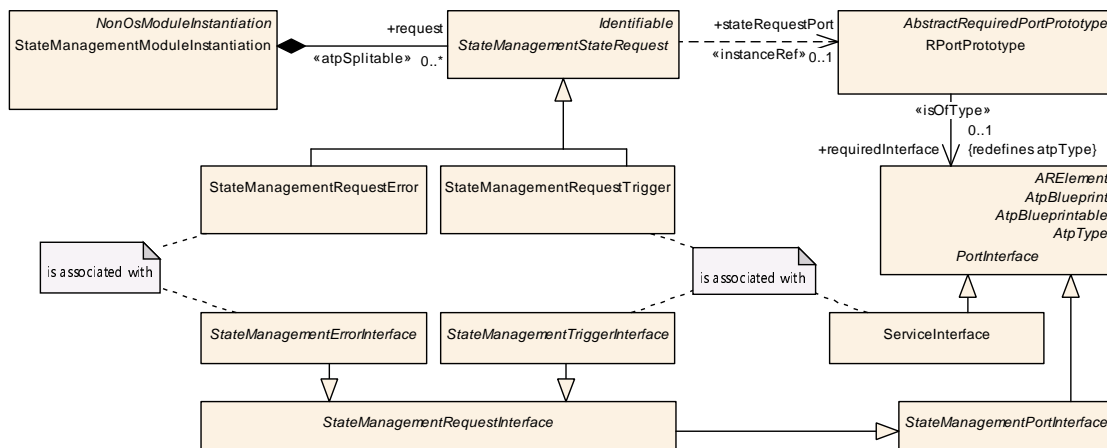 NonOsModuleInstantiation
StateManagementModuleInstantiation
+request
«atpSplitable» 0..*
Identifiable
StateManagementStateRequest
+stateRequestPort
«instanceRef» 0..1
AbstractRequiredPortPrototype
RPortPrototype
«isOfType»
0..1
+requiredInterface {redefines atpType}
StateManagementRequestError
StateManagementRequestTrigger
ARElement
AtpBlueprint
AtpBlueprintable
AtpType
PortInterface
is associated with
is associated with
StateManagementErrorInterface
StateManagementTriggerInterface
ServiceInterface
StateManagementRequestInterface
StateManagementPortInterface